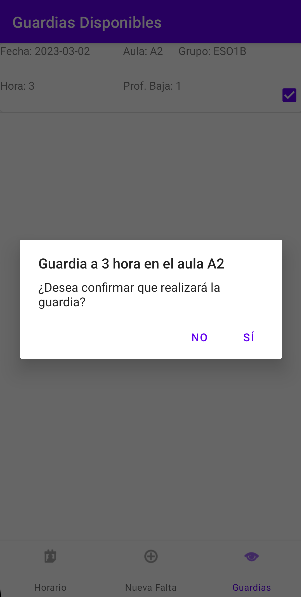 Guardias Disponibles
Fecha: 2023-03-02 Aula: A2 Grupo: ESO1B
Hora: 3 Prof. Baja: 1
Guardia a 3 hora en el aula A2
¿Desea confirmar que realizará la
guardia?
NO SÍ
Horario Nueva Falta Guardias